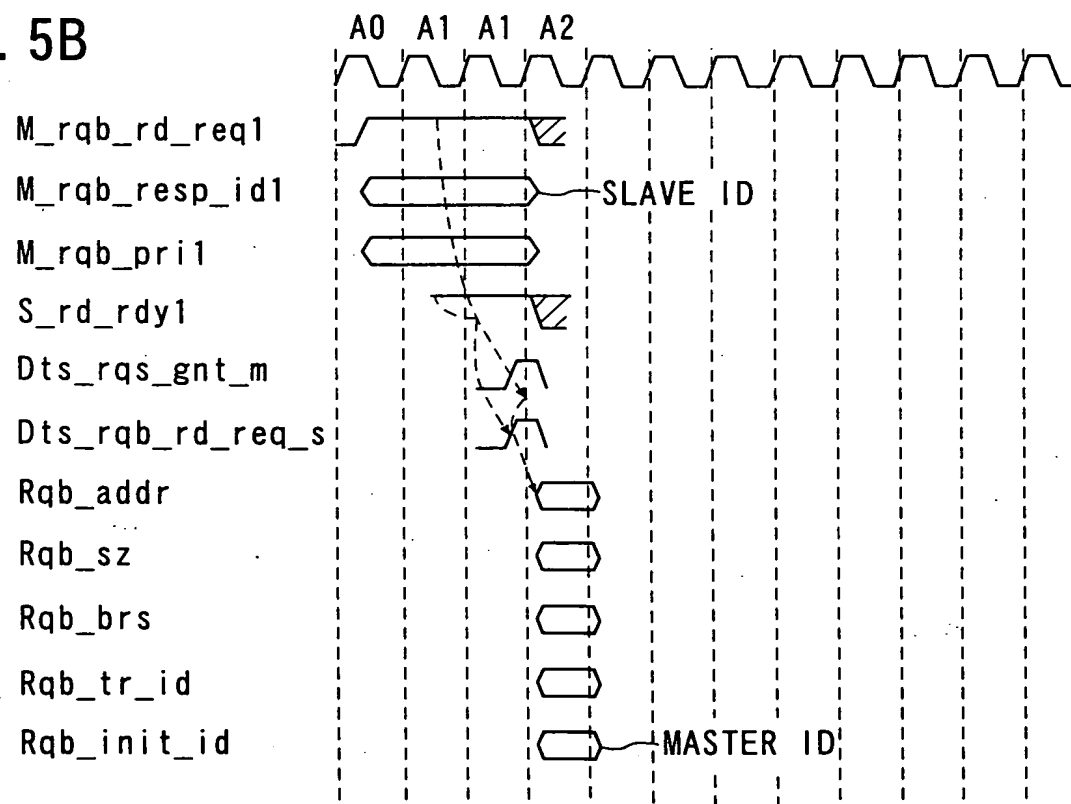 . 5B
A0 A1 A1 A2
M_rqb_rd_req1
M_rqb_resp_id1
SLAVE ID
M_rqb_pri1
S_rd_rdy1
Dts_rqs_gnt_m
Dts_rqb_rd_req_s
Rqb_addr
Rqb_sz
Rqb_brs
Rqb_tr_id
Rqb_init_id
MASTER ID